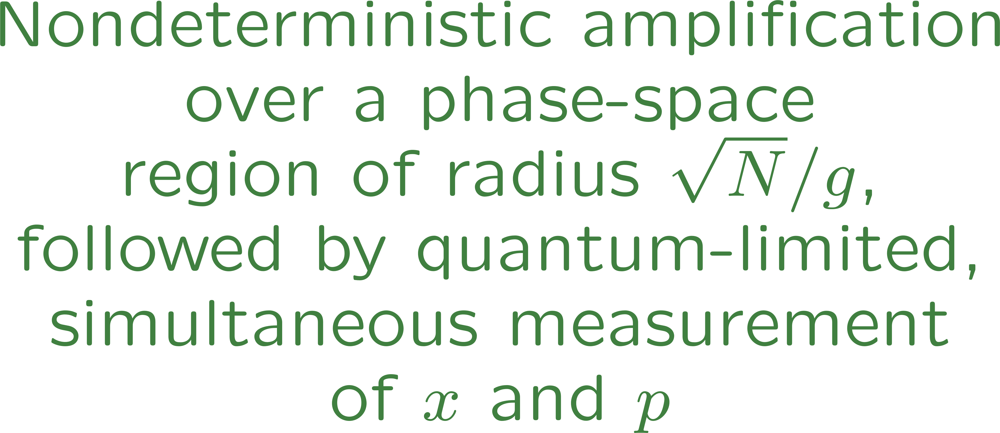 Nondeterministic amplification
over a phase-space
region of radius √N/g,
followed by quantum-limited,
simultaneous measurement
of x and p